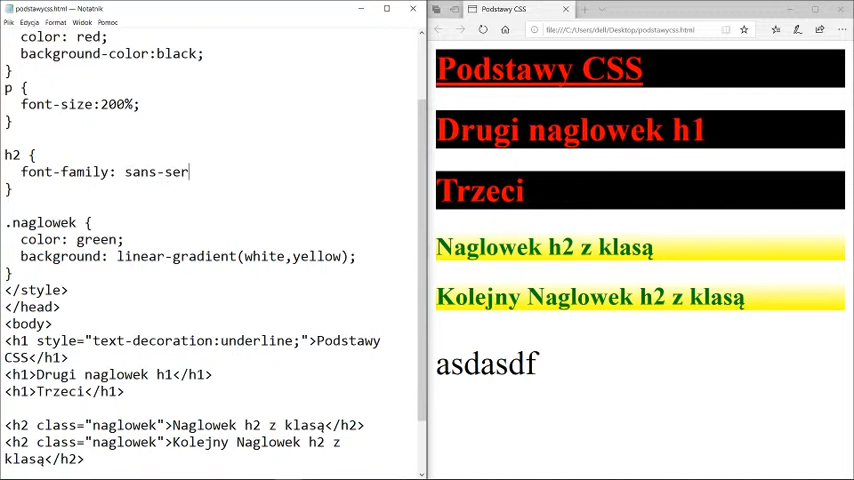 podstawycss.html — Notatnik
Plik Edycja Format Widok Pomoc
color: red;
background-color:black;
}
p {
font-size:200%;
}
h2 {
font-family: sans-ser
}
.naglowek {
color: green;
background: linear-gradient(white,yellow);
}
</style>
</head>
<body>
<h1 style="text-decoration:underline;">Podstawy
CSS</h1>
<h1>Drugi naglowek h1</h1>
<h1>Trzeci</h1>
<h2 class="naglowek">Naglowek h2 z klasą</h2>
<h2 class="naglowek">Kolejny Naglowek h2 z
klasą</h2>
Podstawy CSS
file:///C:/Users/dell/Desktop/podstawycss.html
Podstawy CSS
Drugi naglowek h1
Trzeci
Naglowek h2 z klasą
Kolejny Naglowek h2 z klasą
asdasdf